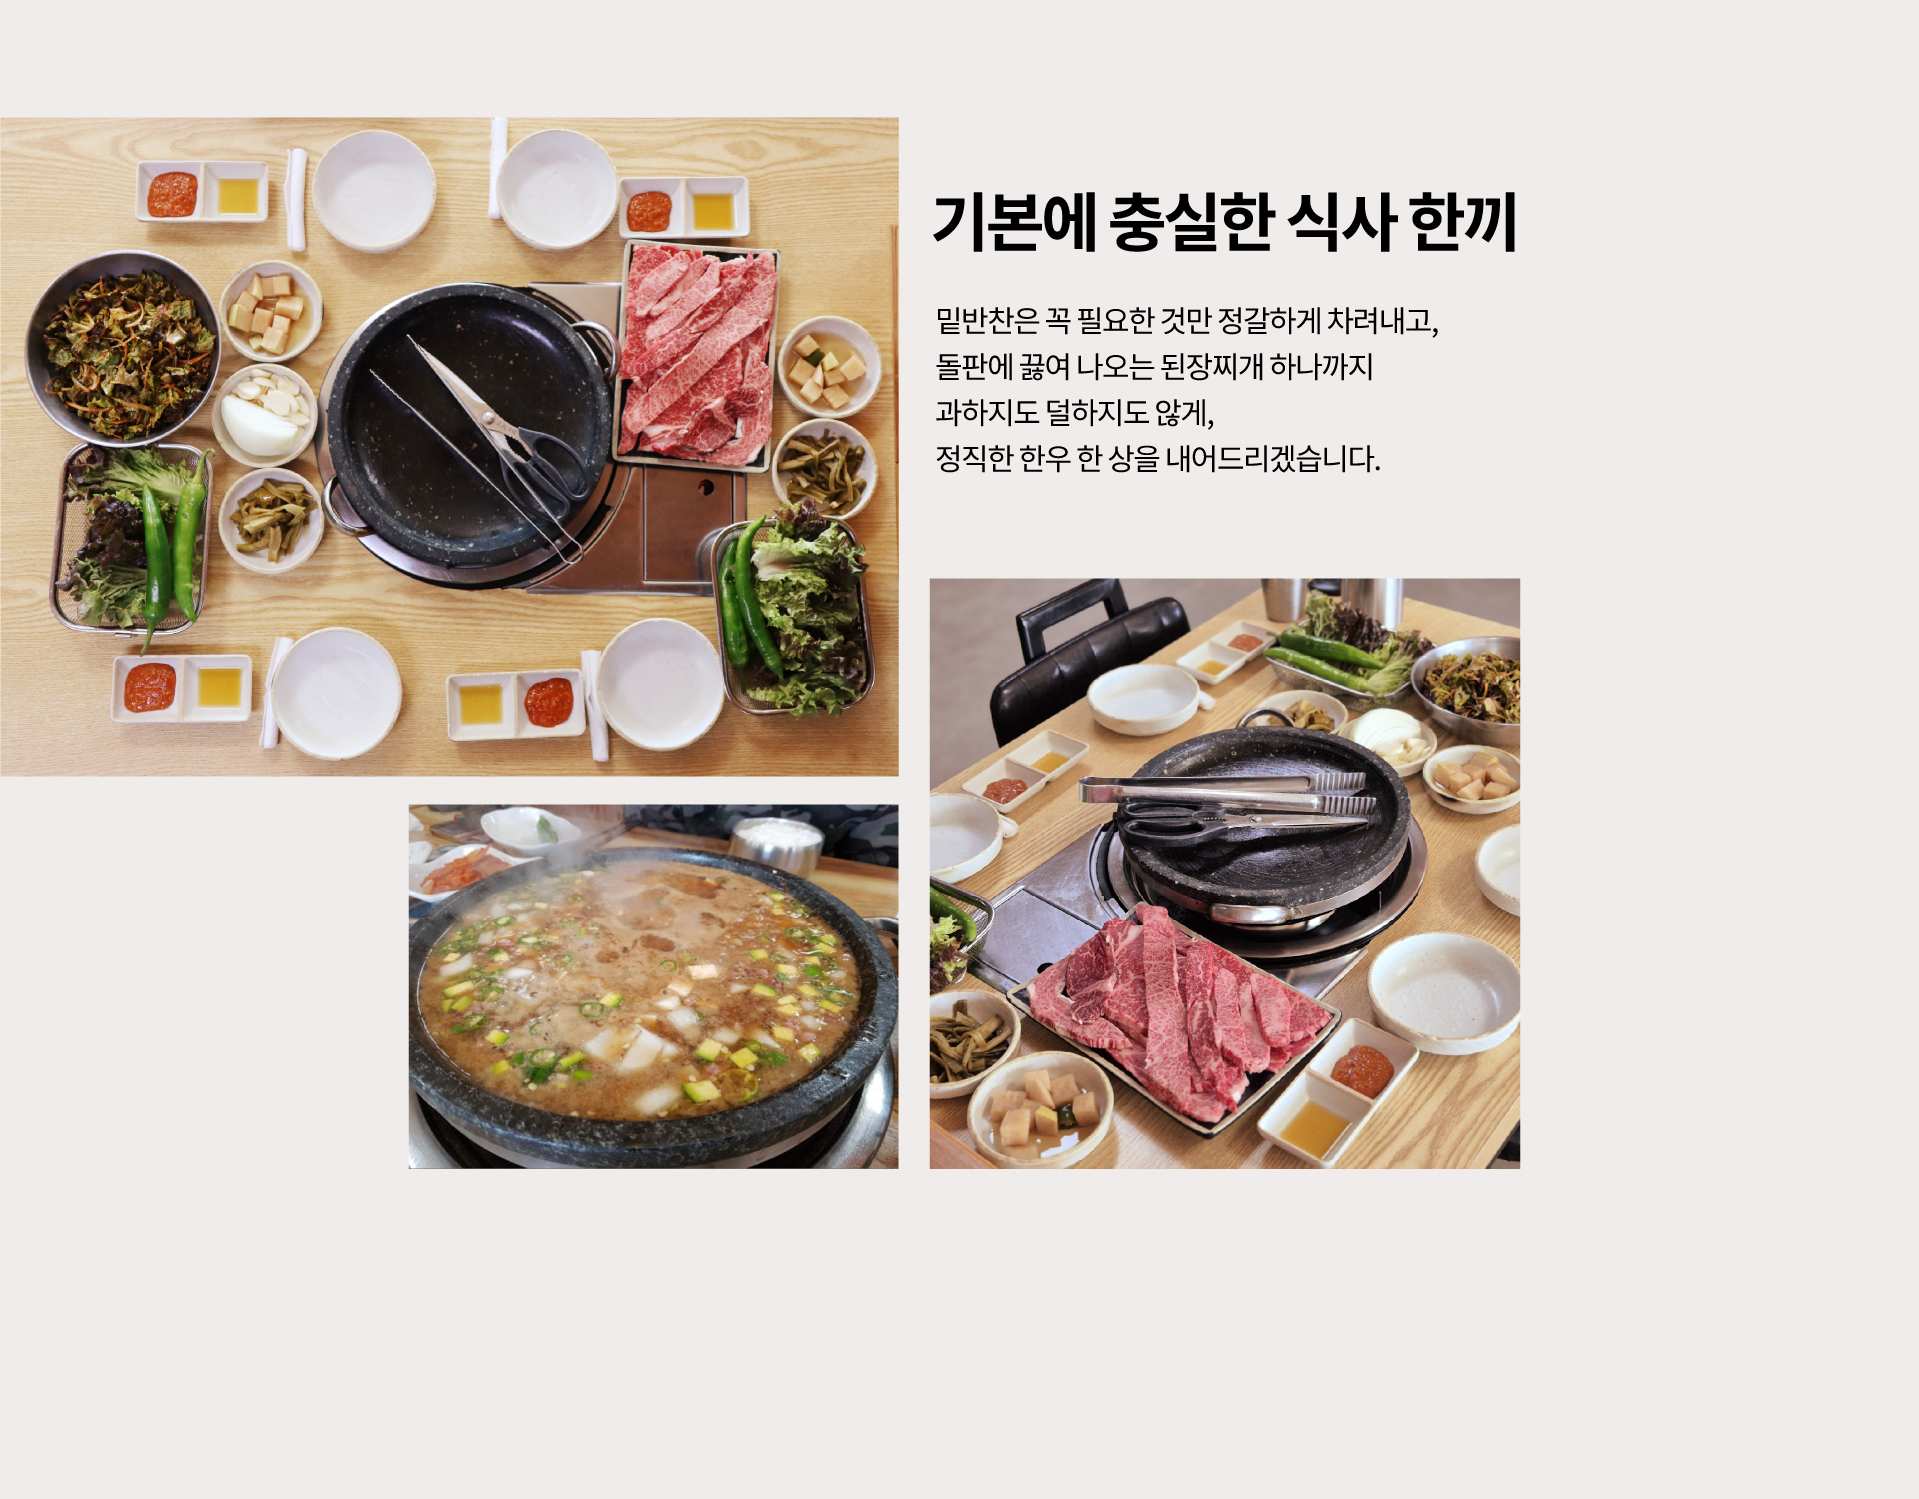 기본에 충실한 식사 한끼
밑반찬은 꼭 필요한 것만 정갈하게 차려내고,
돌판에 끓여 나오는 된장찌개 하나까지
과하지도 덜하지도 않게,
정직한 한우 한 상을 내어드리겠습니다.